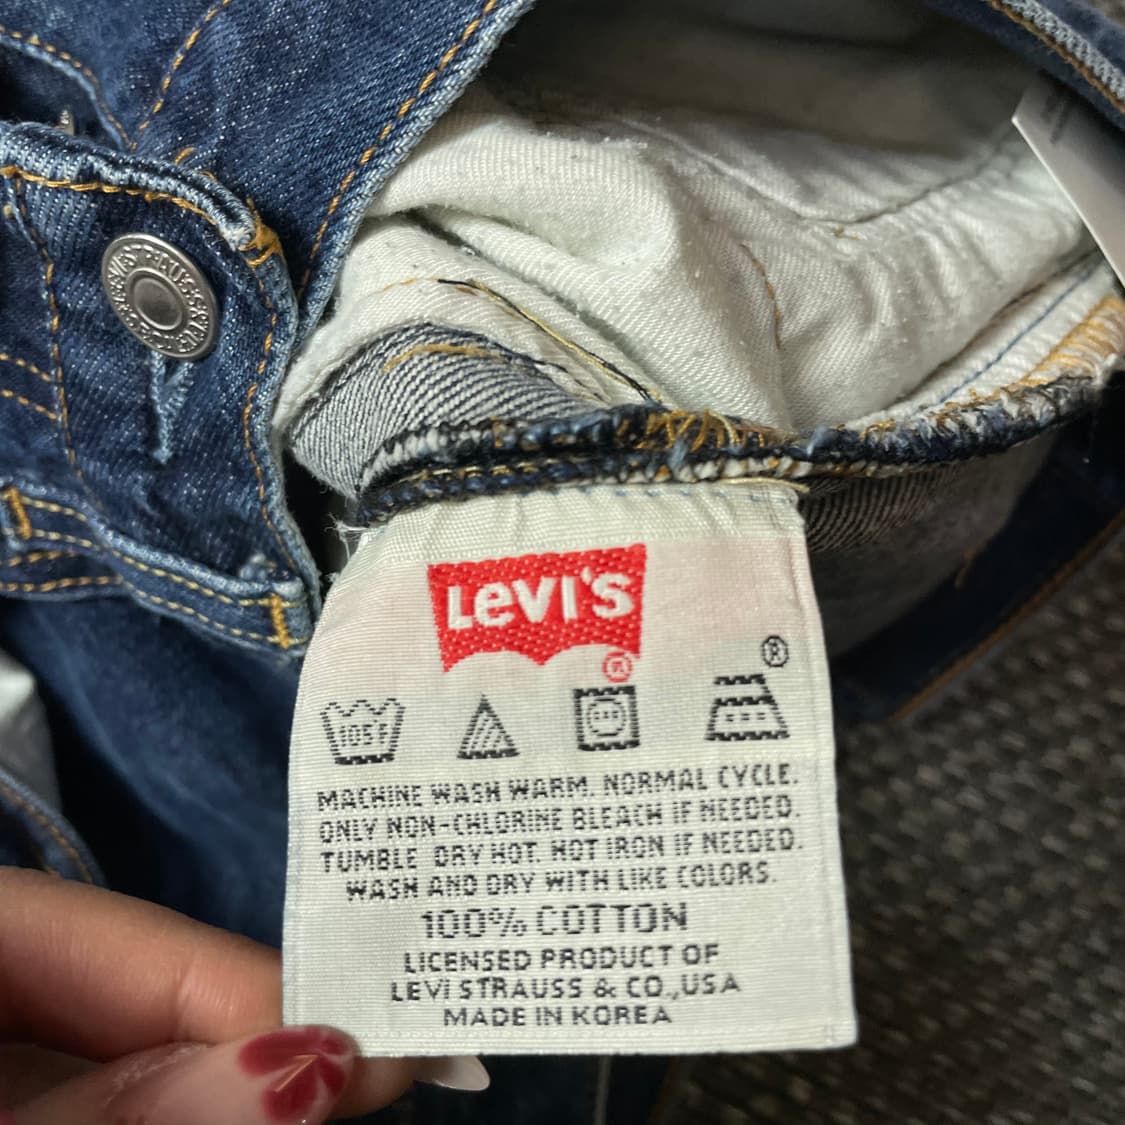 LEVI'S
®
®
105F
MACHINE WASH WARM. NORMAL CYCLE.
ONLY NON-CHLORINE BLEACH IF NEEDED.
TUMBLE DRY HOT. HOT IRON IF NEEDED.
WASH AND DRY WITH LIKE COLORS.
100% COTTON
LICENSED PRODUCT OF
LEVI STRAUSS & CO.,USA
MADE IN KOREA